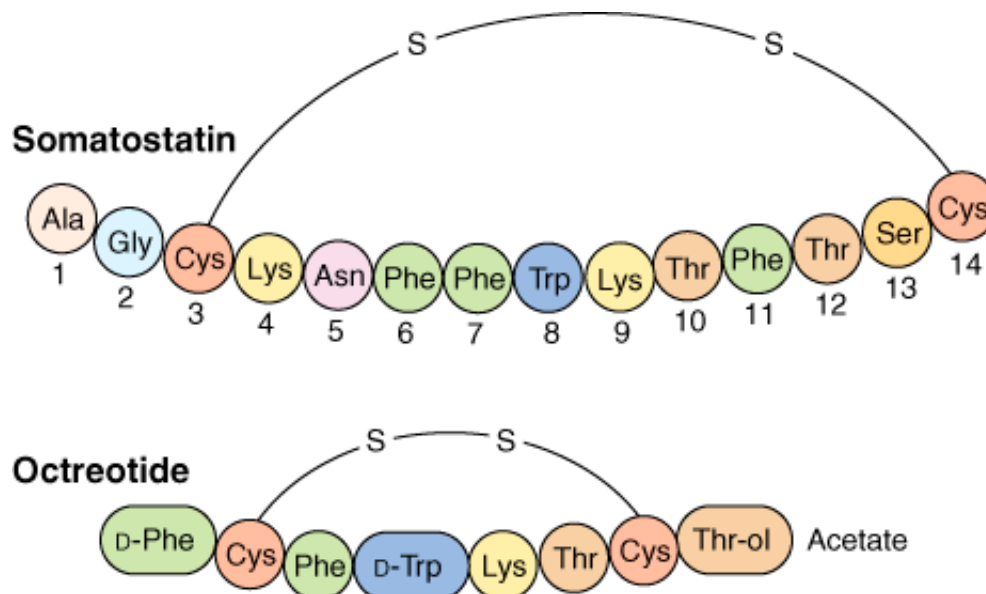 S S
Somatostatin
Ala Gly Cys Lys Asn Phe Phe Trp Lys Thr Phe Thr Ser Cys
1 2 3 4 5 6 7 8 9 10 11 12 13 14
S S
Octreotide
D-Phe Cys Phe D-Trp Lys Thr Cys Thr-ol Acetate